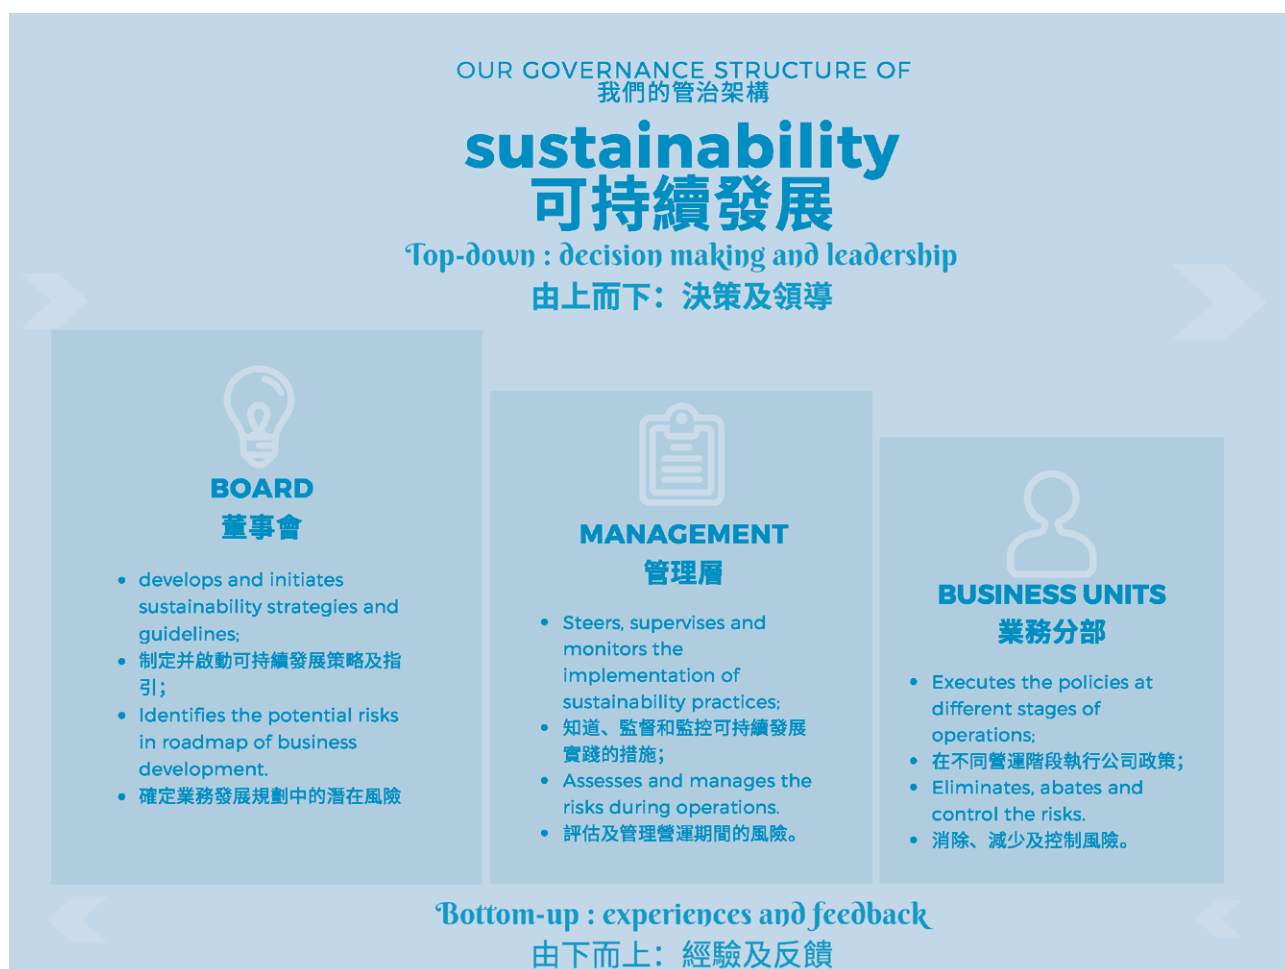 OUR GOVERNANCE STRUCTURE OF
我們的管治架構
sustainability
可持續發展
Top-down : decision making and leadership
由上而下：決策及領導
BOARD
董事會
• develops and initiates
sustainability strategies and
guidelines;
• 制定并啟動可持續發展策略及指
引；
• Identifies the potential risks
in roadmap of business
development.
• 確定業務發展規劃中的潛在風險
MANAGEMENT
管理層
• Steers, supervises and
monitors the
implementation of
sustainability practices;
• 知道、監督和監控可持續發展
實踐的措施；
• Assesses and manages the
risks during operations.
• 評估及管理營運期間的風險。
BUSINESS UNITS
業務分部
• Executes the policies at
different stages of
operations;
• 在不同營運階段執行公司政策；
• Eliminates, abates and
control the risks.
• 消除、減少及控制風險。
Bottom-up : experiences and feedback
由下而上：經驗及反饋